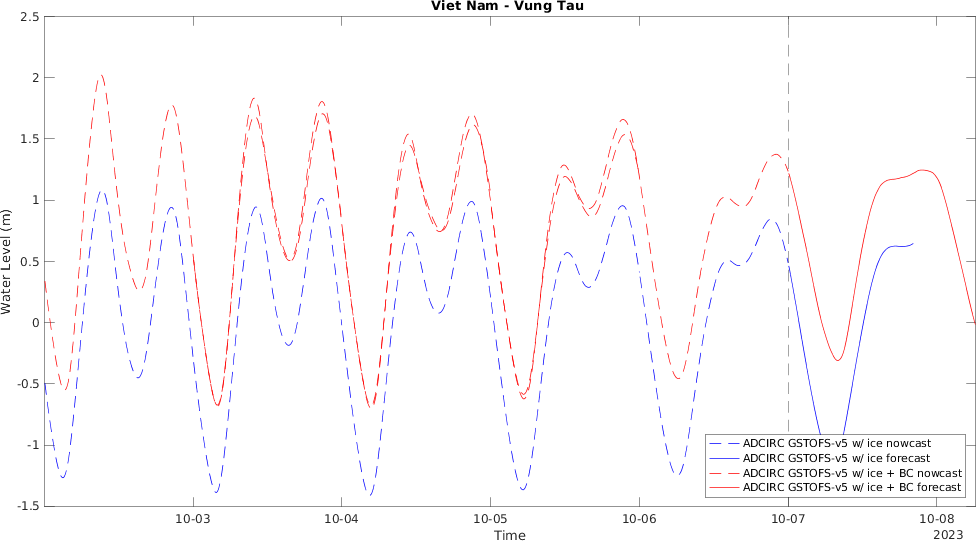 Viet Nam - Vung Tau
Water Level (m)
2.5
2
1.5
1
0.5
0
-0.5
-1
-1.5
10-03
10-04
10-05
10-06
10-07
10-08
Time
2023
ADCIRC GSTOFS-v5 w/ ice nowcast
ADCIRC GSTOFS-v5 w/ ice forecast
ADCIRC GSTOFS-v5 w/ ice + BC nowcast
ADCIRC GSTOFS-v5 w/ ice + BC forecast